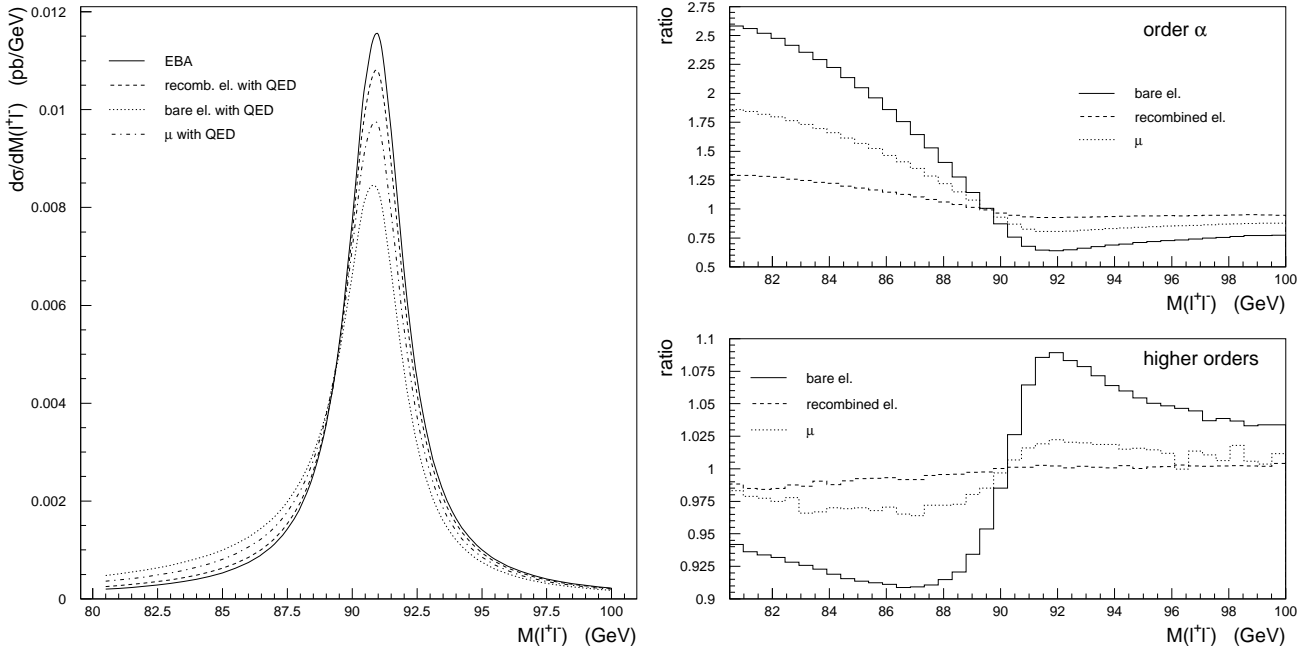 dσ/dM(l⁺l⁻) (pb/GeV)
0.012
0.01
0.008
0.006
0.004
0.002
0
EBA
recomb. el. with QED
bare el. with QED
μ with QED
80 82.5 85 87.5 90 92.5 95 97.5 100
M(l⁺l⁻) (GeV)
ratio
2.75
2.5
2.25
2
1.75
1.5
1.25
1
0.75
0.5
order α
bare el.
recombined el.
μ
82 84 86 88 90 92 94 96 98 100
M(l⁺l⁻) (GeV)
ratio
1.1
1.075
1.05
1.025
1
0.975
0.95
0.925
0.9
higher orders
bare el.
recombined el.
μ
82 84 86 88 90 92 94 96 98 100
M(l⁺l⁻) (GeV)